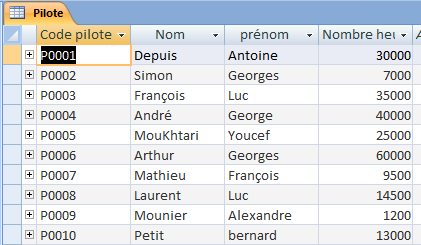 Pilote
Code pilote Nom prénom Nombre heu
P0001 Depuis Antoine 30000
P0002 Simon Georges 7000
P0003 François Luc 35000
P0004 André George 40000
P0005 MouKhtari Youcef 25000
P0006 Arthur Georges 60000
P0007 Mathieu François 9500
P0008 Laurent Luc 14500
P0009 Mounier Alexandre 1200
P0010 Petit bernard 13000